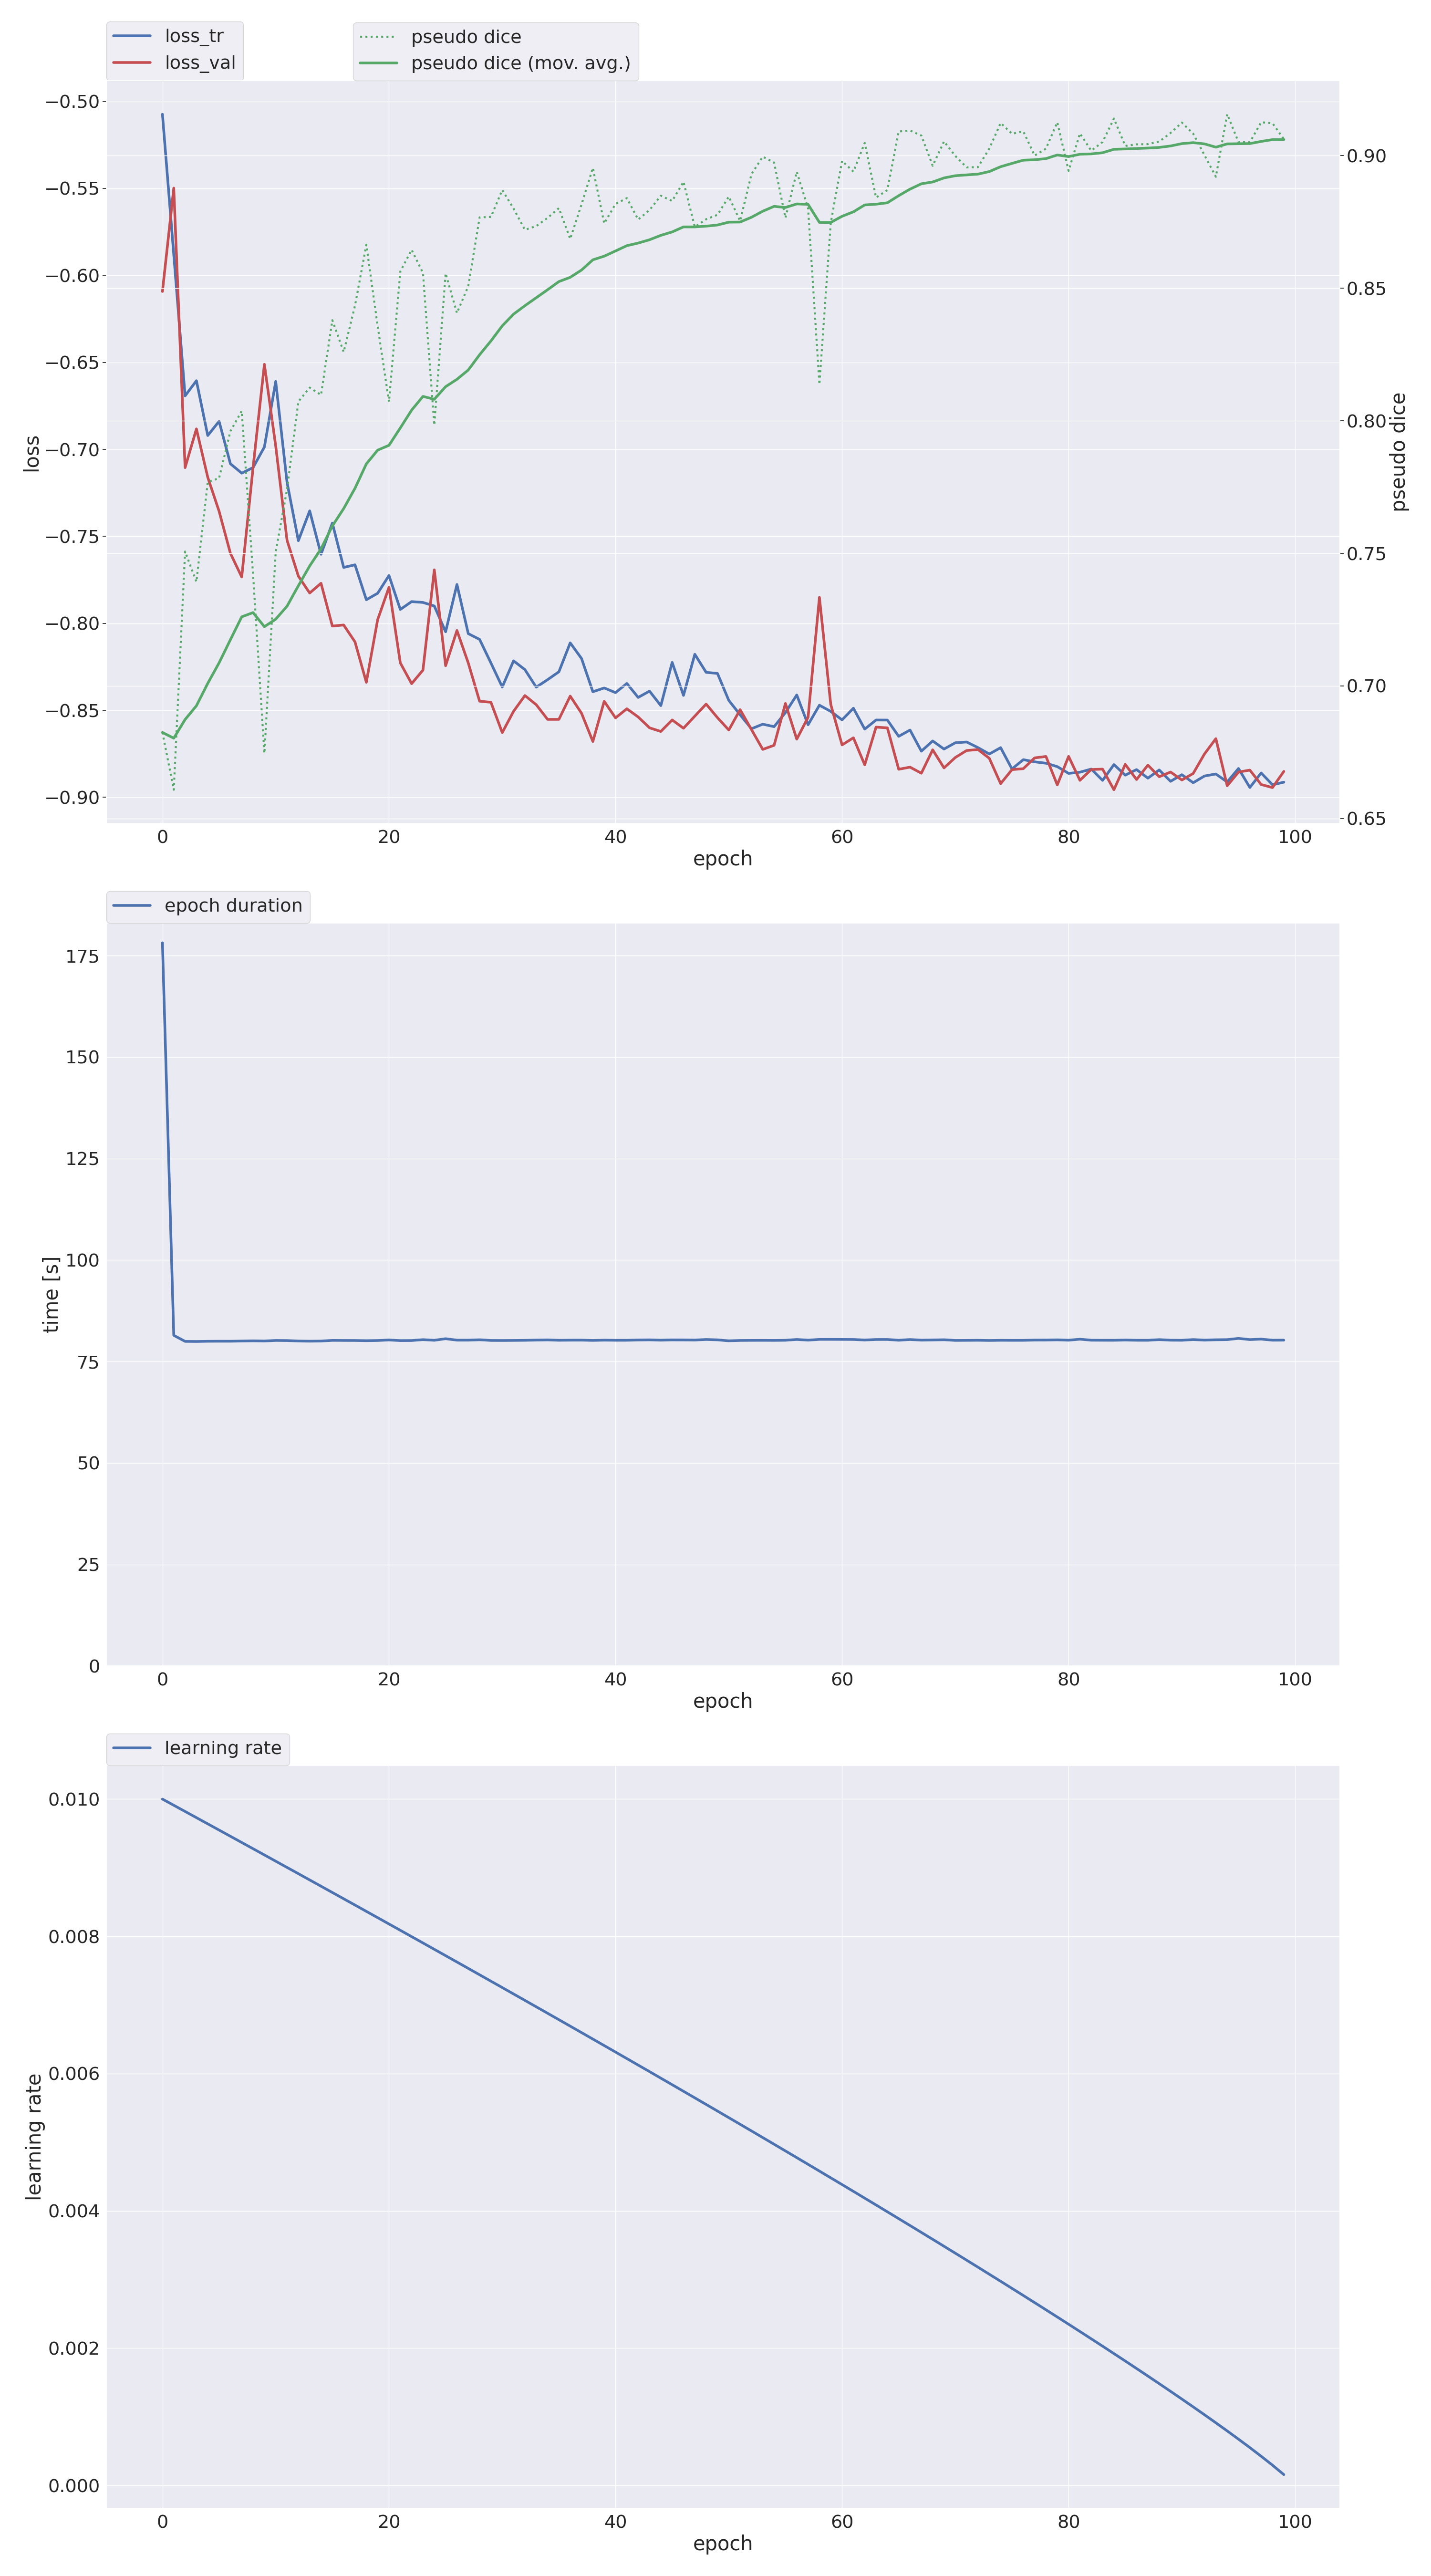 loss_tr
loss_val
pseudo dice
pseudo dice (mov. avg.)
−0.50
−0.55
−0.60
−0.65
−0.70
−0.75
−0.80
−0.85
−0.90
loss
0.90
0.85
0.80
0.75
0.70
0.65
pseudo dice
0 20 40 60 80 100
epoch
epoch duration
175
150
125
100
75
50
25
0
time [s]
0 20 40 60 80 100
epoch
learning rate
0.010
0.008
0.006
0.004
0.002
0.000
learning rate
0 20 40 60 80 100
epoch